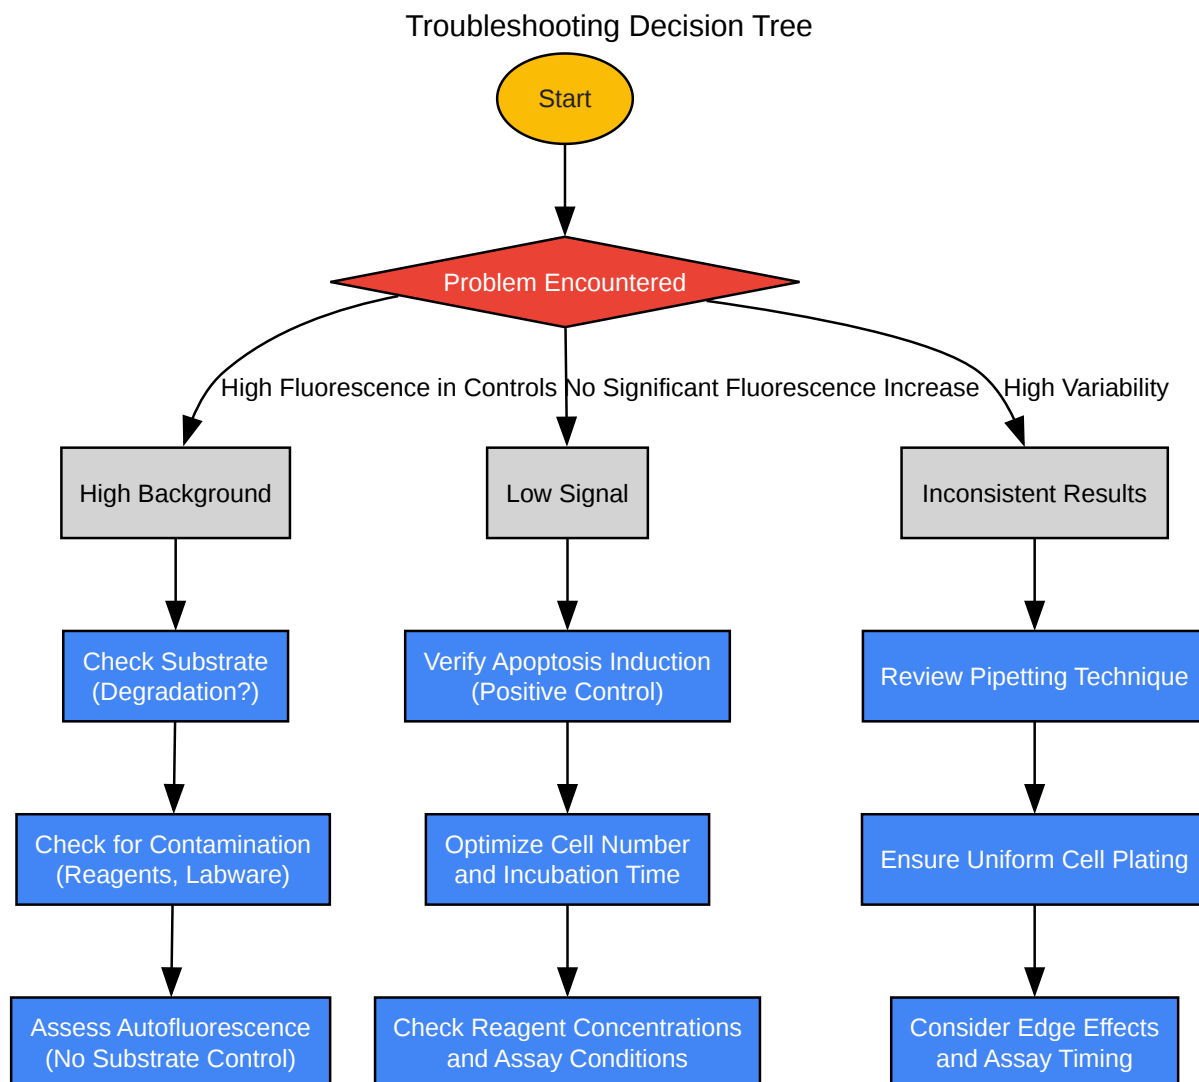 Troubleshooting Decision Tree
Start
Problem Encountered
High Fluorescence in Controls
No Significant Fluorescence Increase
High Variability
High Background
Low Signal
Inconsistent Results
Check Substrate
(Degradation?)
Verify Apoptosis Induction
(Positive Control)
Review Pipetting Technique
Check for Contamination
(Reagents, Labware)
Optimize Cell Number
and Incubation Time
Ensure Uniform Cell Plating
Assess Autofluorescence
(No Substrate Control)
Check Reagent Concentrations
and Assay Conditions
Consider Edge Effects
and Assay Timing